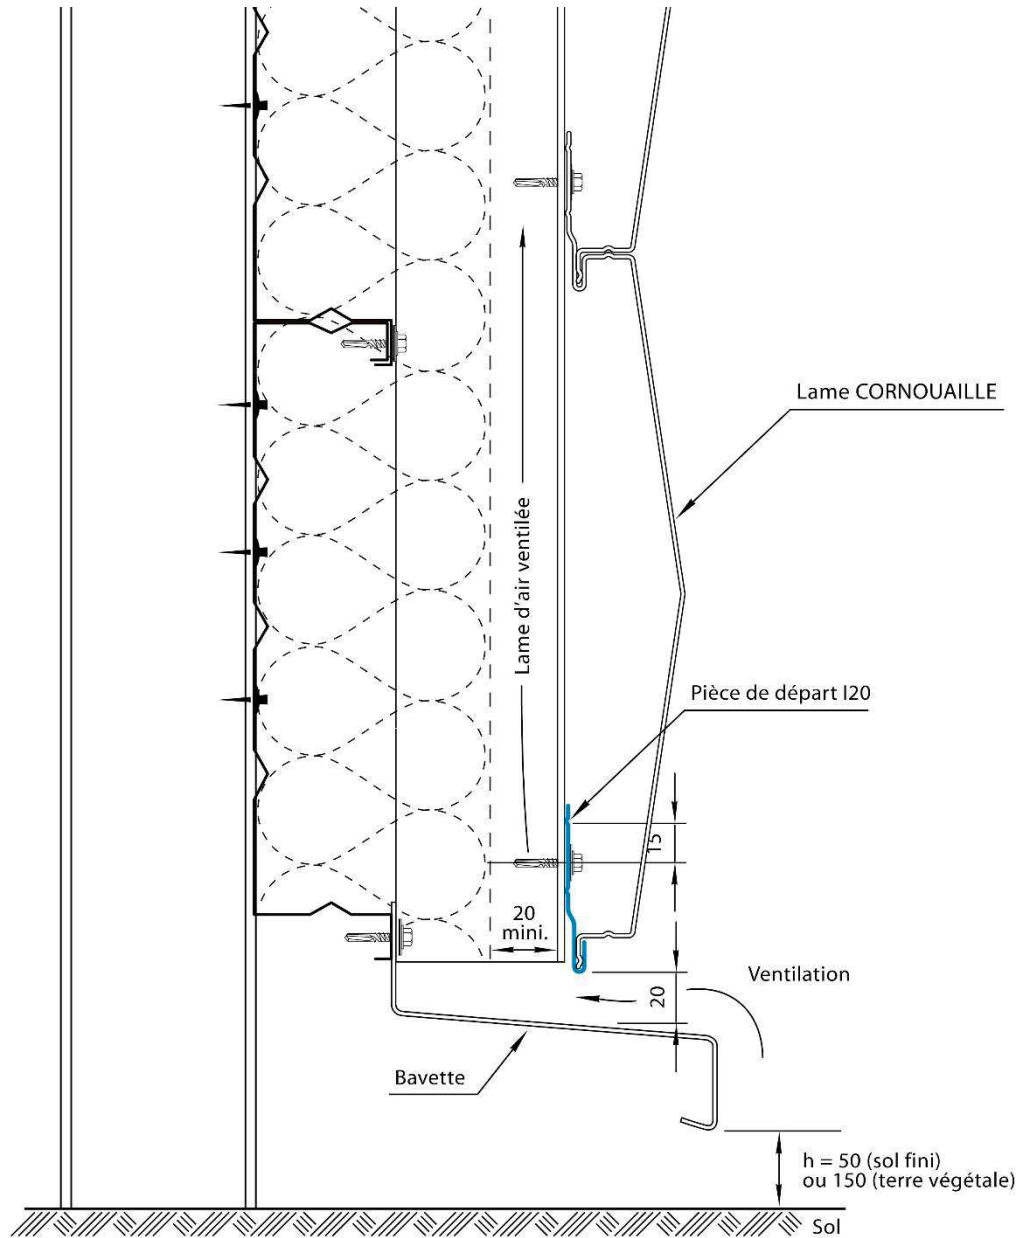 Lame CORNOUAILLE
Lame d’air ventilée
Pièce de départ I20
15
20
mini.
Ventilation
20
Bavette
h = 50 (sol fini)
ou 150 (terre végétale)
Sol